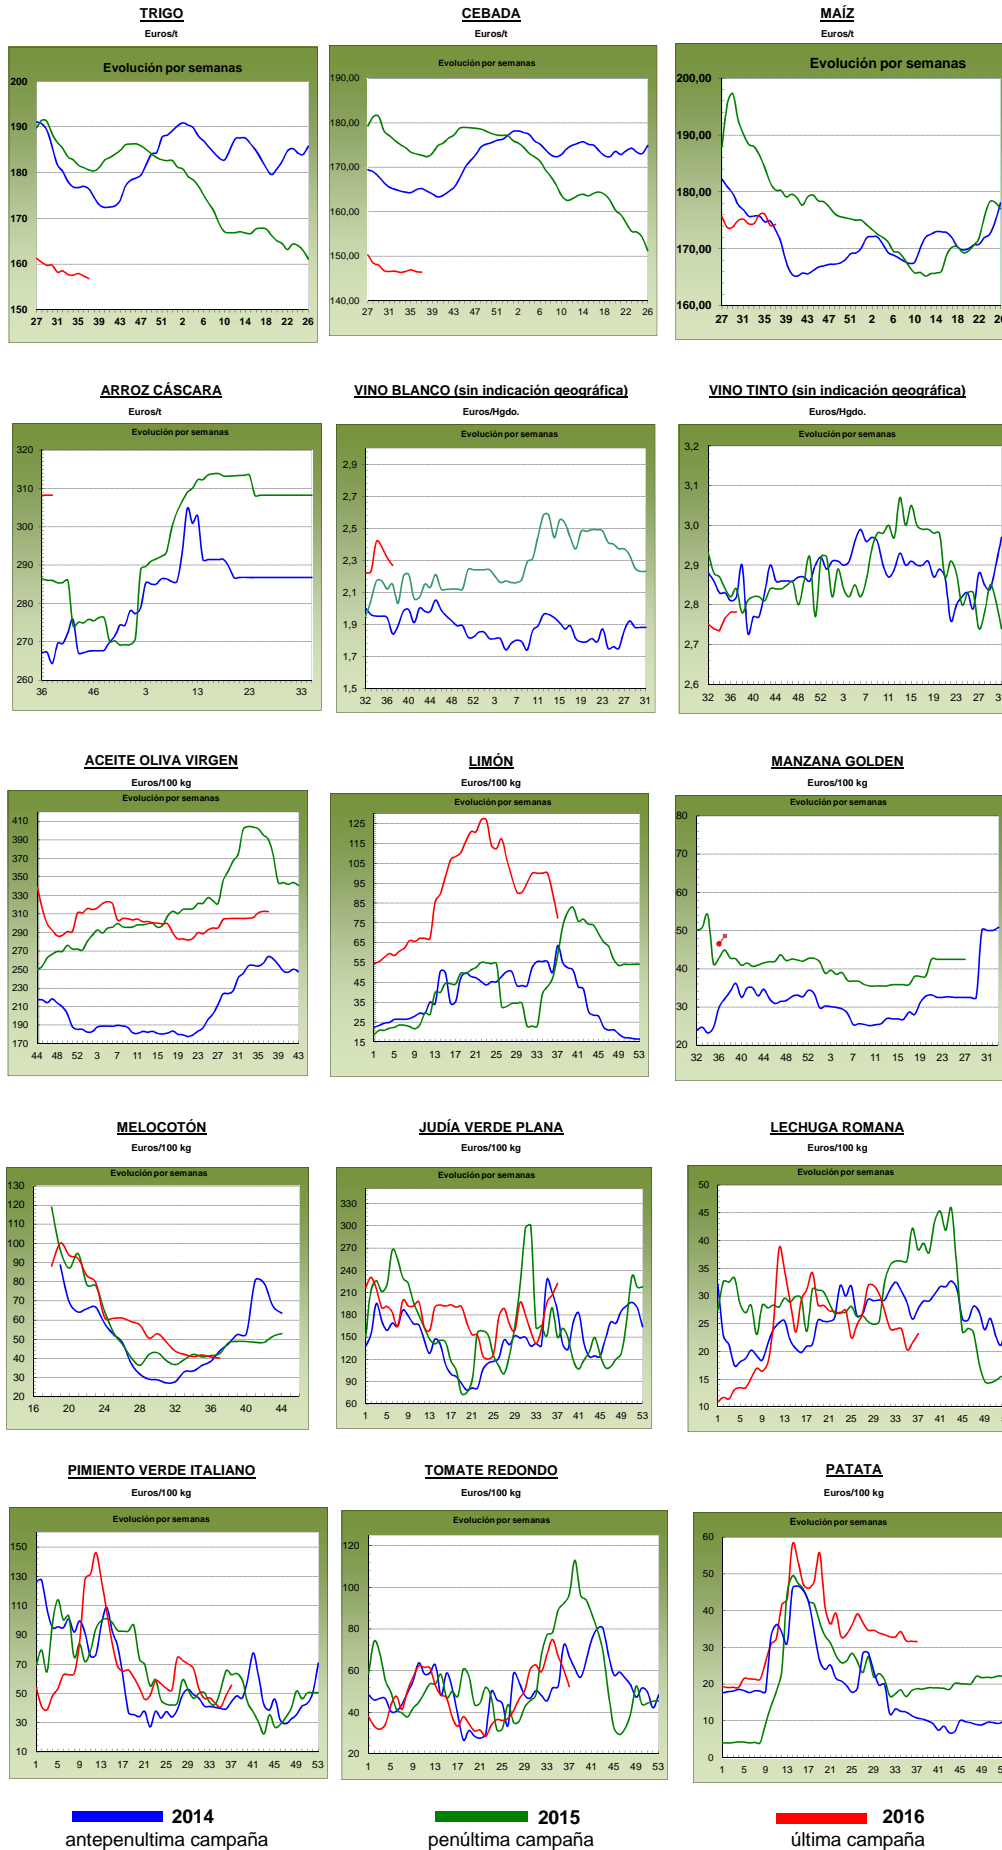 TRIGO
Euros/t
Evolución por semanas
200
190
180
170
160
150
27 31 35 39 43 47 51 2 6 10 14 18 22 26
CEBADA
Euros/t
Evolución por semanas
190,00
180,00
170,00
160,00
150,00
140,00
27 31 35 39 43 47 51 2 6 10 14 18 22 26
MAÍZ
Euros/t
Evolución por semanas
200,00
190,00
180,00
170,00
160,00
27 31 35 39 43 47 51 2 6 10 14 18 22 26
ARROZ CÁSCARA
Euros/t
Evolución por semanas
320
310
300
290
280
270
260
36 46 3 13 23 33
VINO BLANCO (sin indicación geográfica)
Euros/Hgdo.
Evolución por semanas
2,9
2,7
2,5
2,3
2,1
1,9
1,7
1,5
32 36 40 44 48 52 3 7 11 15 19 23 27 31
VINO TINTO (sin indicación geográfica)
Euros/Hgdo.
Evolución por semanas
3,2
3,1
3,0
2,9
2,8
2,7
2,6
32 36 40 44 48 52 3 7 11 15 19 23 27
ACEITE OLIVA VIRGEN
Euros/100 kg
Evolución por semanas
410
390
370
350
330
310
290
270
250
230
210
190
170
44 48 52 3 7 11 15 19 23 27 31 35 39 43
LIMÓN
Euros/100 kg
Evolución por semanas
125
115
105
95
85
75
65
55
45
35
25
15
1 5 9 13 17 21 25 29 33 37 41 45 49 53
MANZANA GOLDEN
Euros/100 kg
Evolución por semanas
80
70
60
50
40
30
20
32 36 40 44 48 52 3 7 11 15 19 23 27 31
MELOCOTÓN
Euros/100 kg
Evolución por semanas
130
120
110
100
90
80
70
60
50
40
30
20
16 20 24 28 32 36 40 44
JUDÍA VERDE PLANA
Euros/100 kg
Evolución por semanas
330
300
270
240
210
180
150
120
90
60
1 5 9 13 17 21 25 29 33 37 41 45 49 53
LECHUGA ROMANA
Euros/100 kg
Evolución por semanas
50
45
40
35
30
25
20
15
10
1 5 9 13 17 21 25 29 33 37 41 45 49
PIMIENTO VERDE ITALIANO
Euros/100 kg
Evolución por semanas
150
130
110
90
70
50
30
10
1 5 9 13 17 21 25 29 33 37 41 45 49 53
TOMATE REDONDO
Euros/100 kg
Evolución por semanas
120
100
80
60
40
20
1 5 9 13 17 21 25 29 33 37 41 45 49 53
PATATA
Euros/100 kg
Evolución por semanas
60
50
40
30
20
10
0
1 5 9 13 17 21 25 29 33 37 41 45 49
2014
antepenultima campaña
2015
penúltima campaña
2016
última campaña